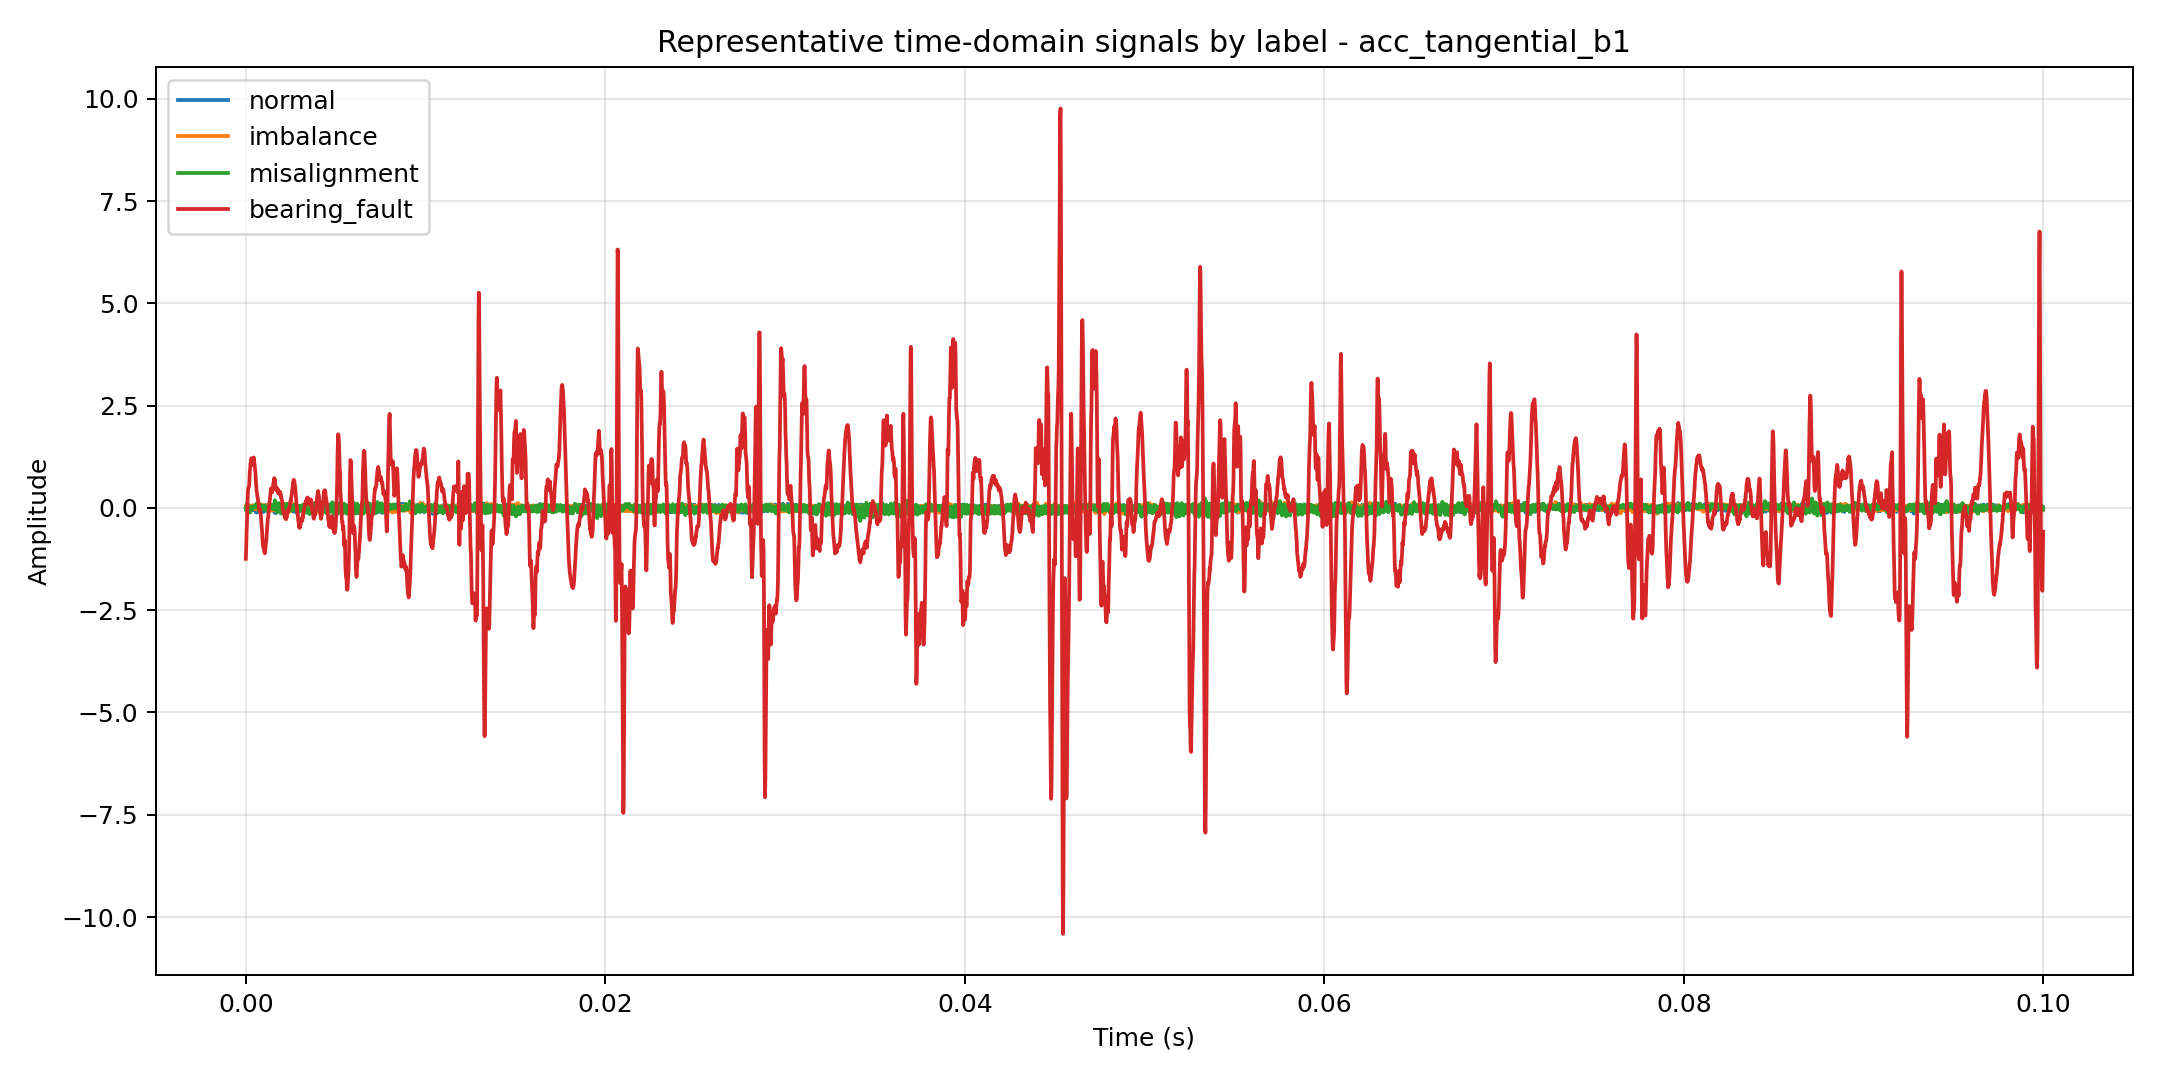 Representative time-domain signals by label - acc_tangential_b1
normal
imbalance
misalignment
bearing_fault
10.0
7.5
5.0
2.5
0.0
−2.5
−5.0
−7.5
−10.0
Amplitude
0.00 0.02 0.04 0.06 0.08 0.10
Time (s)